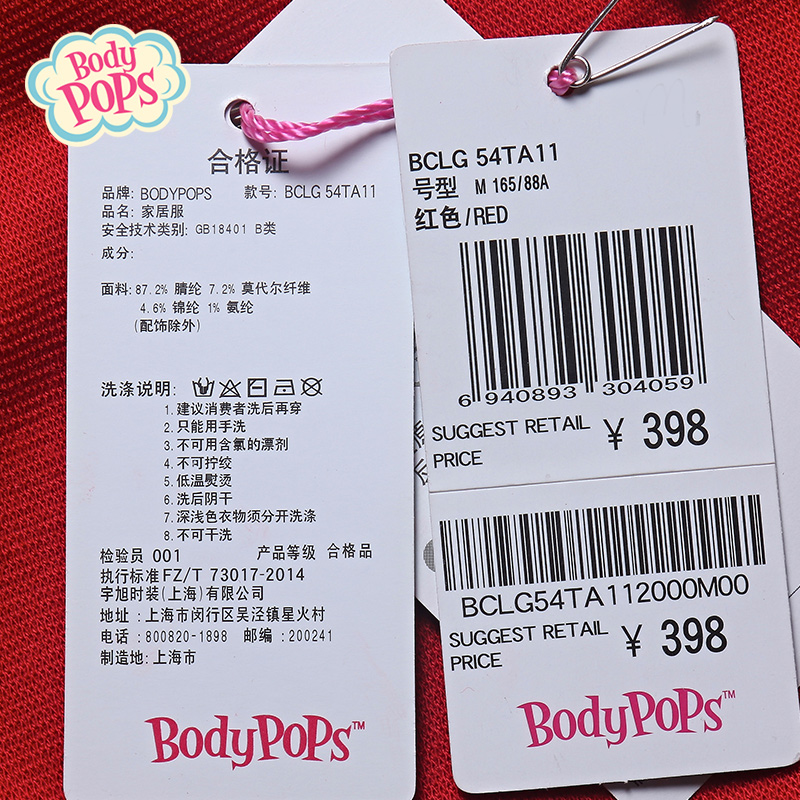 Body
POPS
合格证
品牌: BODYPOPS 款号: BCLG 54TA11
品名: 家居服
安全技术类别: GB18401 B类
成分:
面料: 87.2% 腈纶 7.2% 莫代尔纤维
4.6% 锦纶 1% 氨纶
(配饰除外)
洗涤说明:
1. 建议消费者洗后再穿
2. 只能用手洗
3. 不可用含氯的漂剂
4. 不可拧绞
5. 低温熨烫
6. 洗后阴干
7. 深浅色衣物须分开洗涤
8. 不可干洗
检验员 001 产品等级 合格品
执行标准 FZ/T 73017-2014
宇旭时装(上海)有限公司
地址 : 上海市闵行区吴泾镇星火村
电话 : 800820-1898 邮编 : 200241
制造地: 上海市
BodyPOPs™
BCLG 54TA11
号型 M 165/88A
红色/RED
6 940893 304059
SUGGEST RETAIL PRICE ¥ 398
BCLG54TA112000M00
SUGGEST RETAIL PRICE ¥ 398
BodyPOPs™